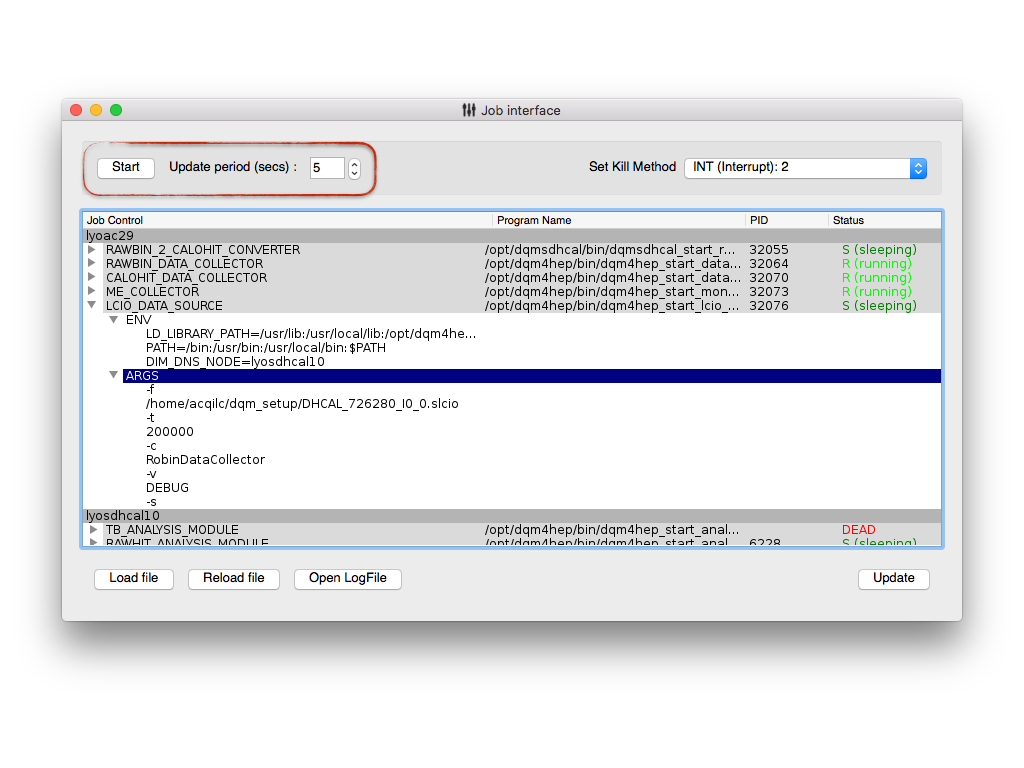 Job interface
Start Update period (secs) : 5 Set Kill Method INT (Interrupt): 2
Job Control Program Name PID Status
lyoac29
RAWBIN_2_CALOHIT_CONVERTER /opt/dqmsdhcal/bin/dqmsdhcal_start_r... 32055 S (sleeping)
RAWBIN_DATA_COLLECTOR /opt/dqm4hep/bin/dqm4hep_start_data... 32064 R (running)
CALOHIT_DATA_COLLECTOR /opt/dqm4hep/bin/dqm4hep_start_data... 32070 R (running)
ME_COLLECTOR /opt/dqm4hep/bin/dqm4hep_start_mon... 32073 R (running)
LCIO_DATA_SOURCE /opt/dqm4hep/bin/dqm4hep_start_lcio_... 32076 S (sleeping)
ENV
LD_LIBRARY_PATH=/usr/lib:/usr/local/lib:/opt/dqm4he...
PATH=/bin:/usr/bin:/usr/local/bin:$PATH
DIM_DNS_NODE=lyosdhcal10
ARGS
-f
/home/acqilc/dqm_setup/DHCAL_726280_I0_0.slcio
-t
200000
-c
RobinDataCollector
-v
DEBUG
-s
lyosdhcal10
TB_ANALYSIS_MODULE /opt/dqm4hep/bin/dqm4hep_start_anal... DEAD
RAWHIT_ANALYSIS_MODULE /opt/dqm4hep/bin/dqm4hep_start_anal... 6228 S (sleeping)
Load file Reload file Open LogFile Update